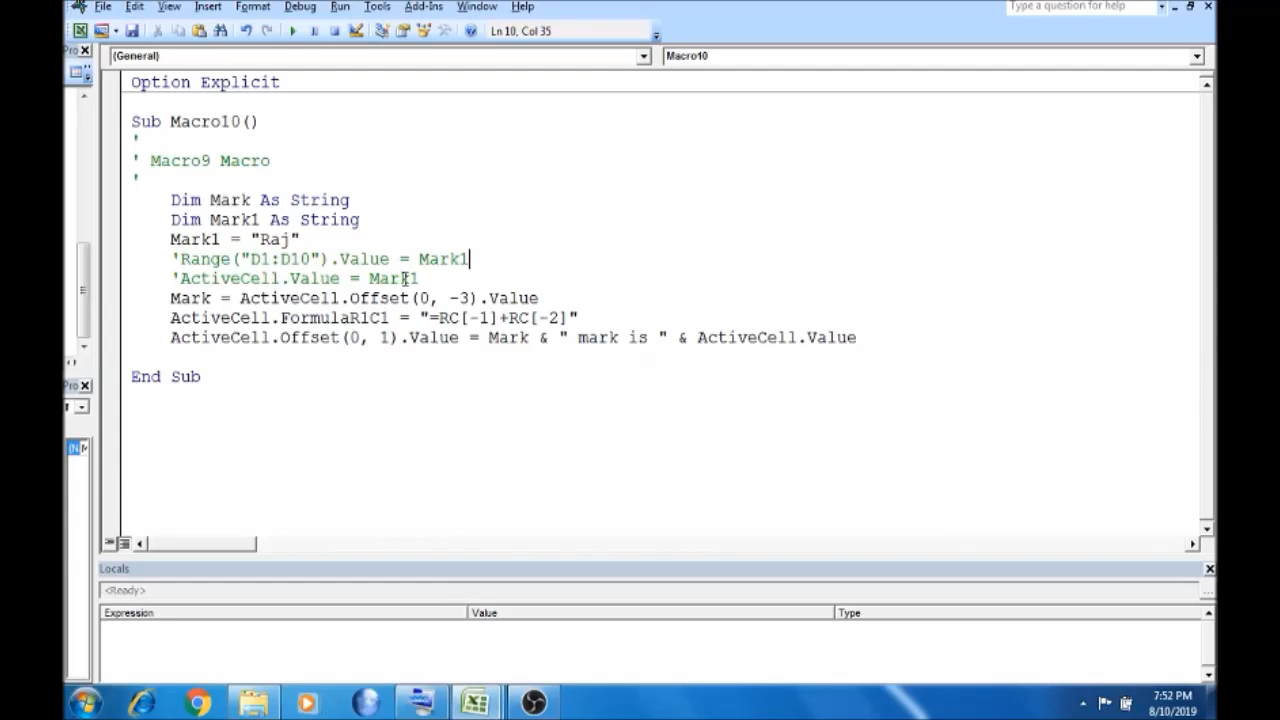 File Edit View Insert Format Debug Run Tools Add-Ins Window Help
Type a question for help
Ln 10, Col 35
Pro
(General)
Macro10
Option Explicit
Sub Macro10()
'
' Macro9 Macro
'
Dim Mark As String
Dim Mark1 As String
Mark1 = "Raj"
'Range("D1:D10").Value = Mark1
'ActiveCell.Value = Mark1
Mark = ActiveCell.Offset(0, -3).Value
ActiveCell.FormulaR1C1 = "=RC[-1]+RC[-2]"
ActiveCell.Offset(0, 1).Value = Mark & " mark is " & ActiveCell.Value
End Sub
Pro
Locals
<Ready>
Expression Value Type
7:52 PM
8/10/2019